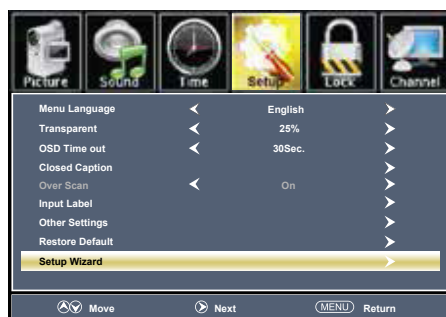 Picture Sound Time Setup Lock Channel
Menu Language English
Transparent 25%
OSD Time out 30Sec.
Closed Caption
Over Scan On
Input Label
Other Settings
Restore Default
Setup Wizard
Move Next MENU Return